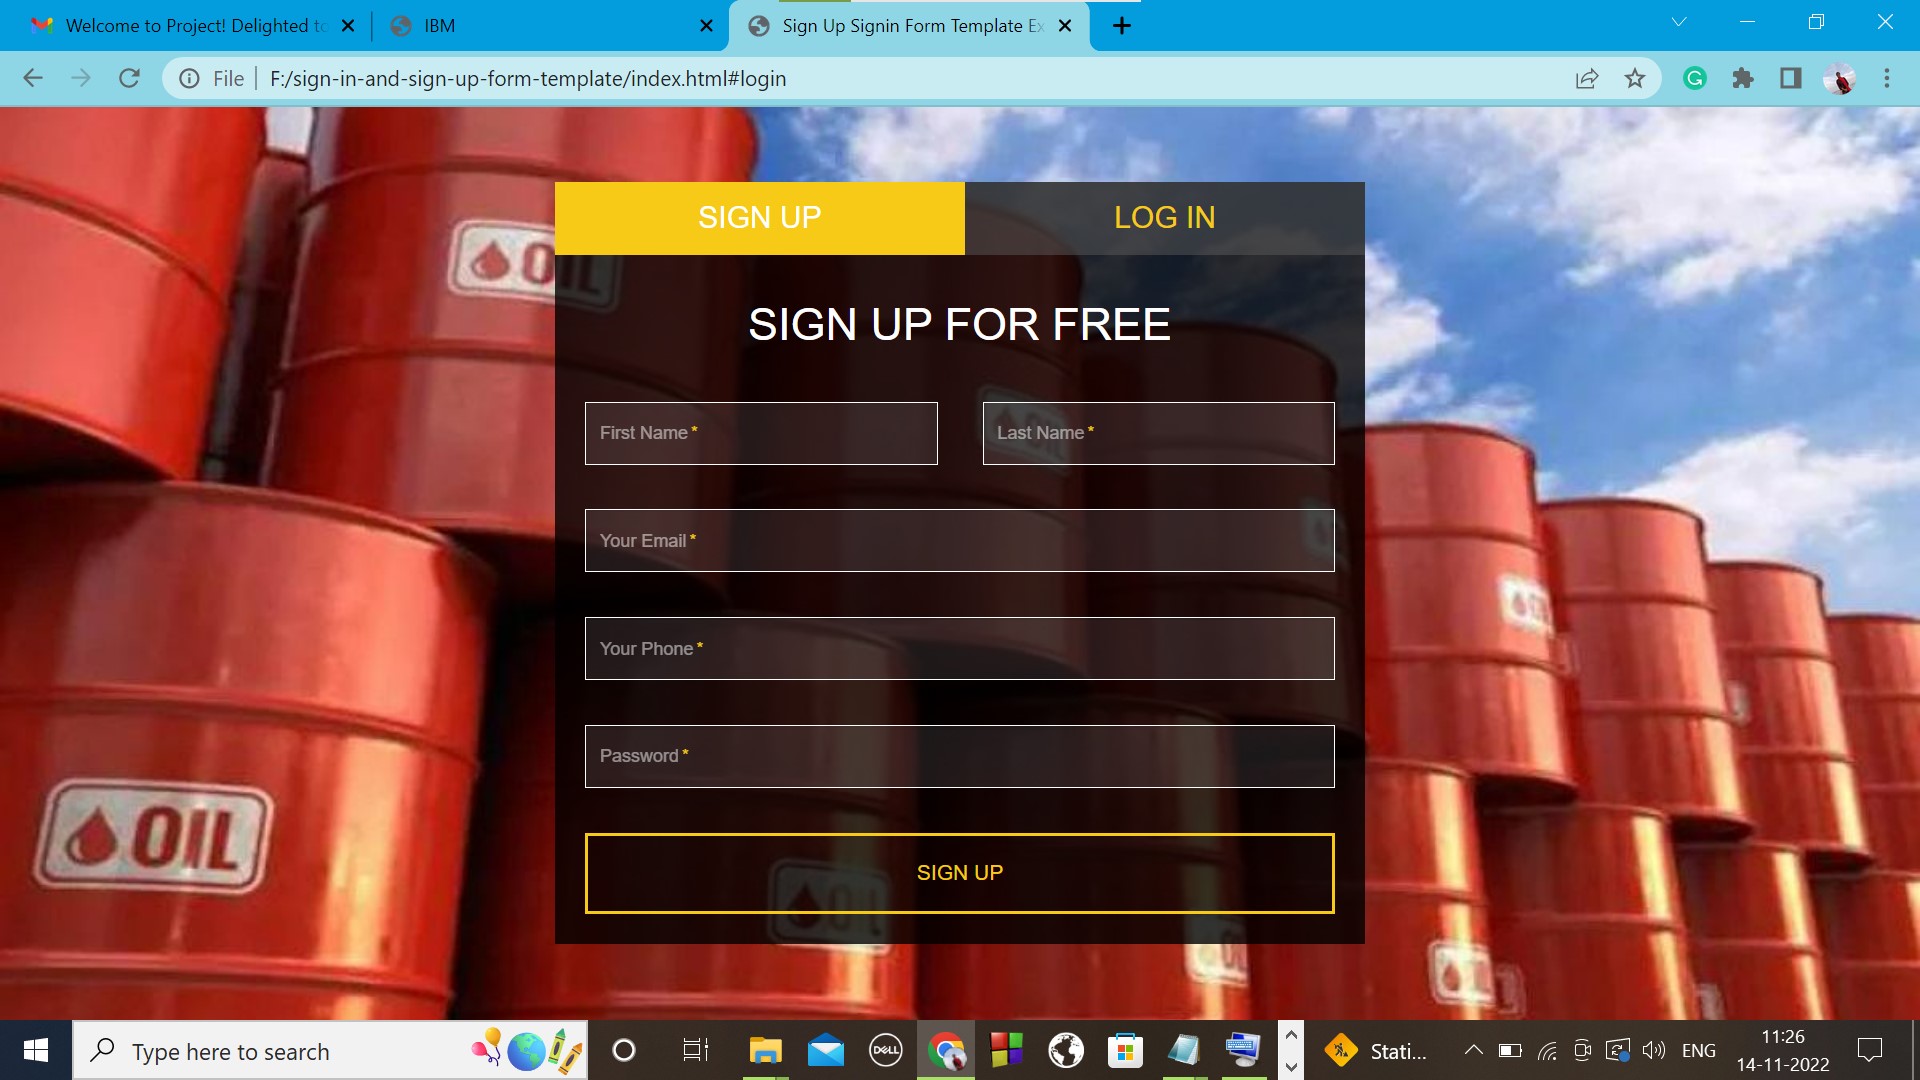 Welcome to Project! Delighted to
IBM
Sign Up Signin Form Template Ex
File
F:/sign-in-and-sign-up-form-template/index.html#login
SIGN UP
LOG IN
OIL
SIGN UP FOR FREE
First Name*
Last Name*
Your Email*
Your Phone*
Password*
OIL
SIGN UP
Type here to search
DELL
Stati...
ENG
11:26
14-11-2022